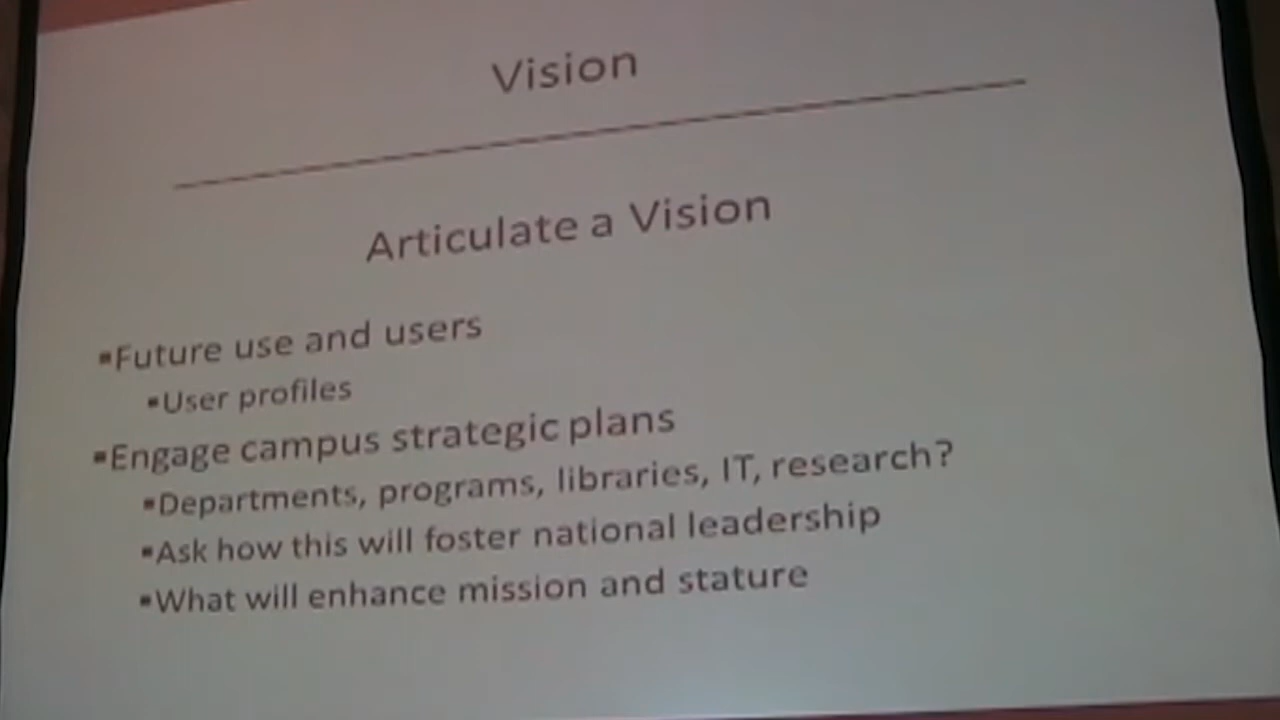 Vision
Articulate a Vision
▪Future use and users
▪User profiles
▪Engage campus strategic plans
▪Departments, programs, libraries, IT, research?
▪Ask how this will foster national leadership
▪What will enhance mission and stature